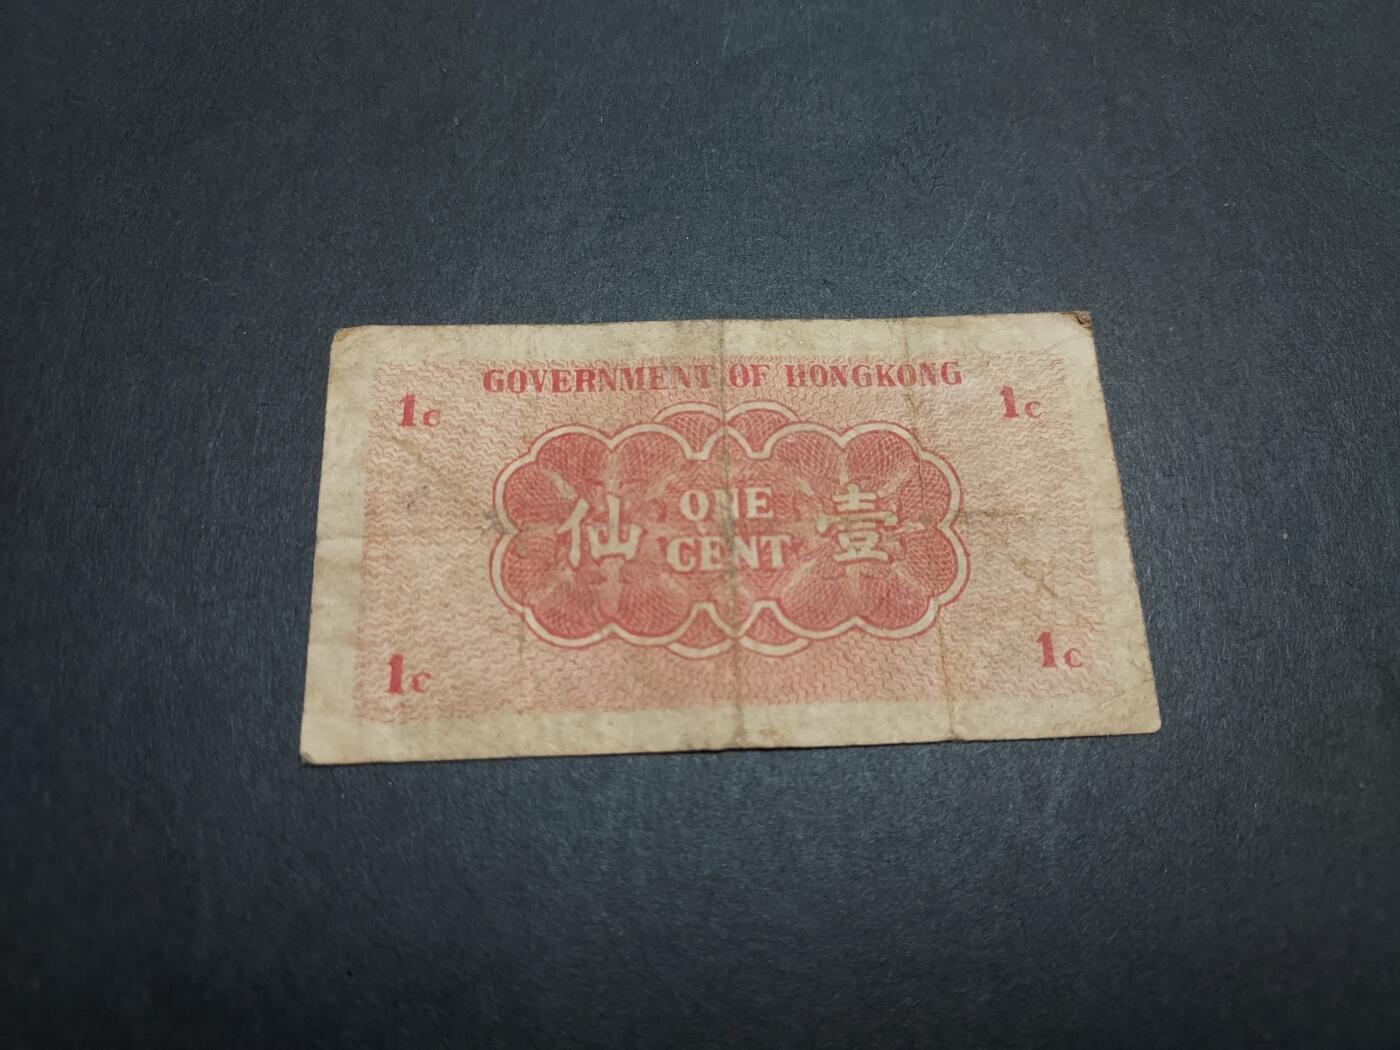 GOVERNMENT OF HONGKONG
1c 1c
仙 ONE CENT 壹
1c 1c